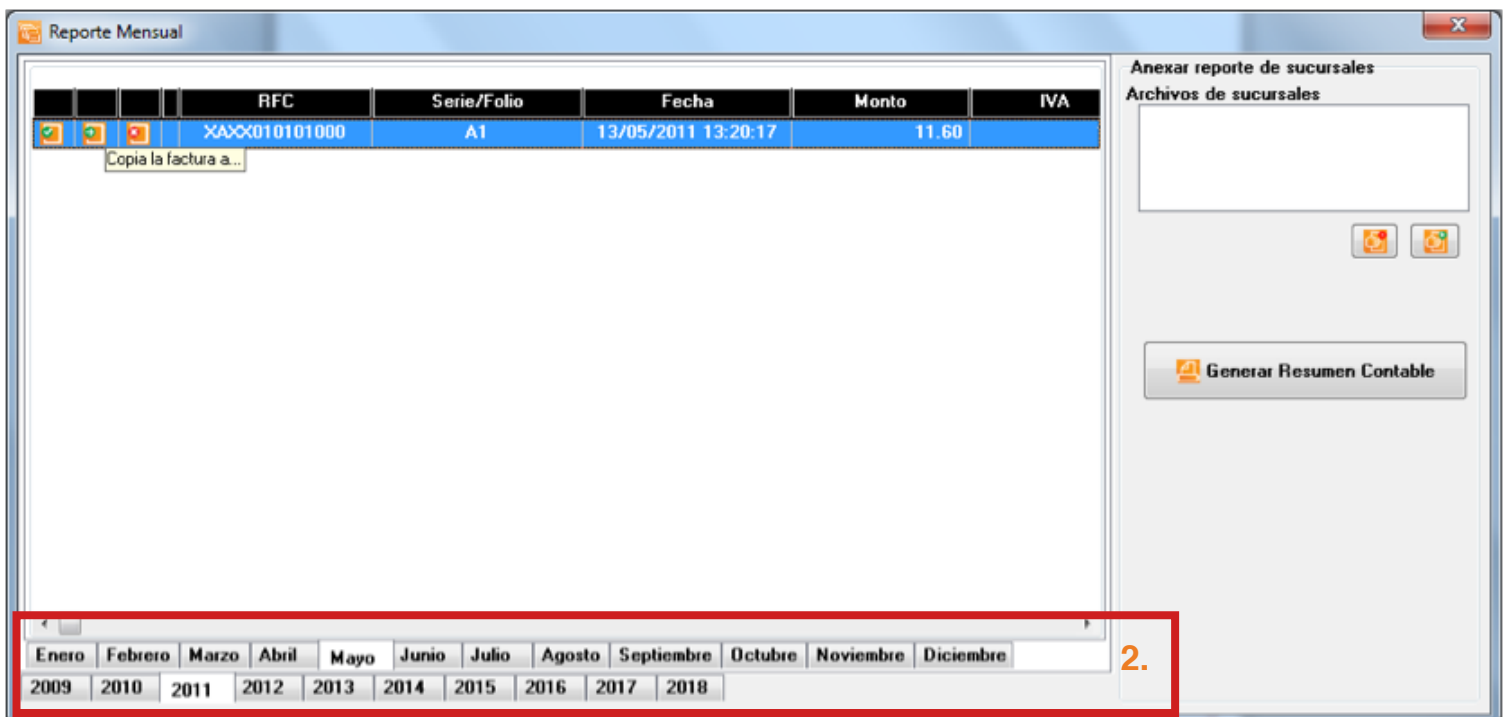 Reporte Mensual
Anexar reporte de sucursales
Archivos de sucursales
RFC Serie/Folio Fecha Monto IVA
XAXX010101000 A1 13/05/2011 13:20:17 11.60
Copia la factura a...
Generar Resumen Contable
Enero Febrero Marzo Abril Mayo Junio Julio Agosto Septiembre Octubre Noviembre Diciembre
2.
2009 2010 2011 2012 2013 2014 2015 2016 2017 2018